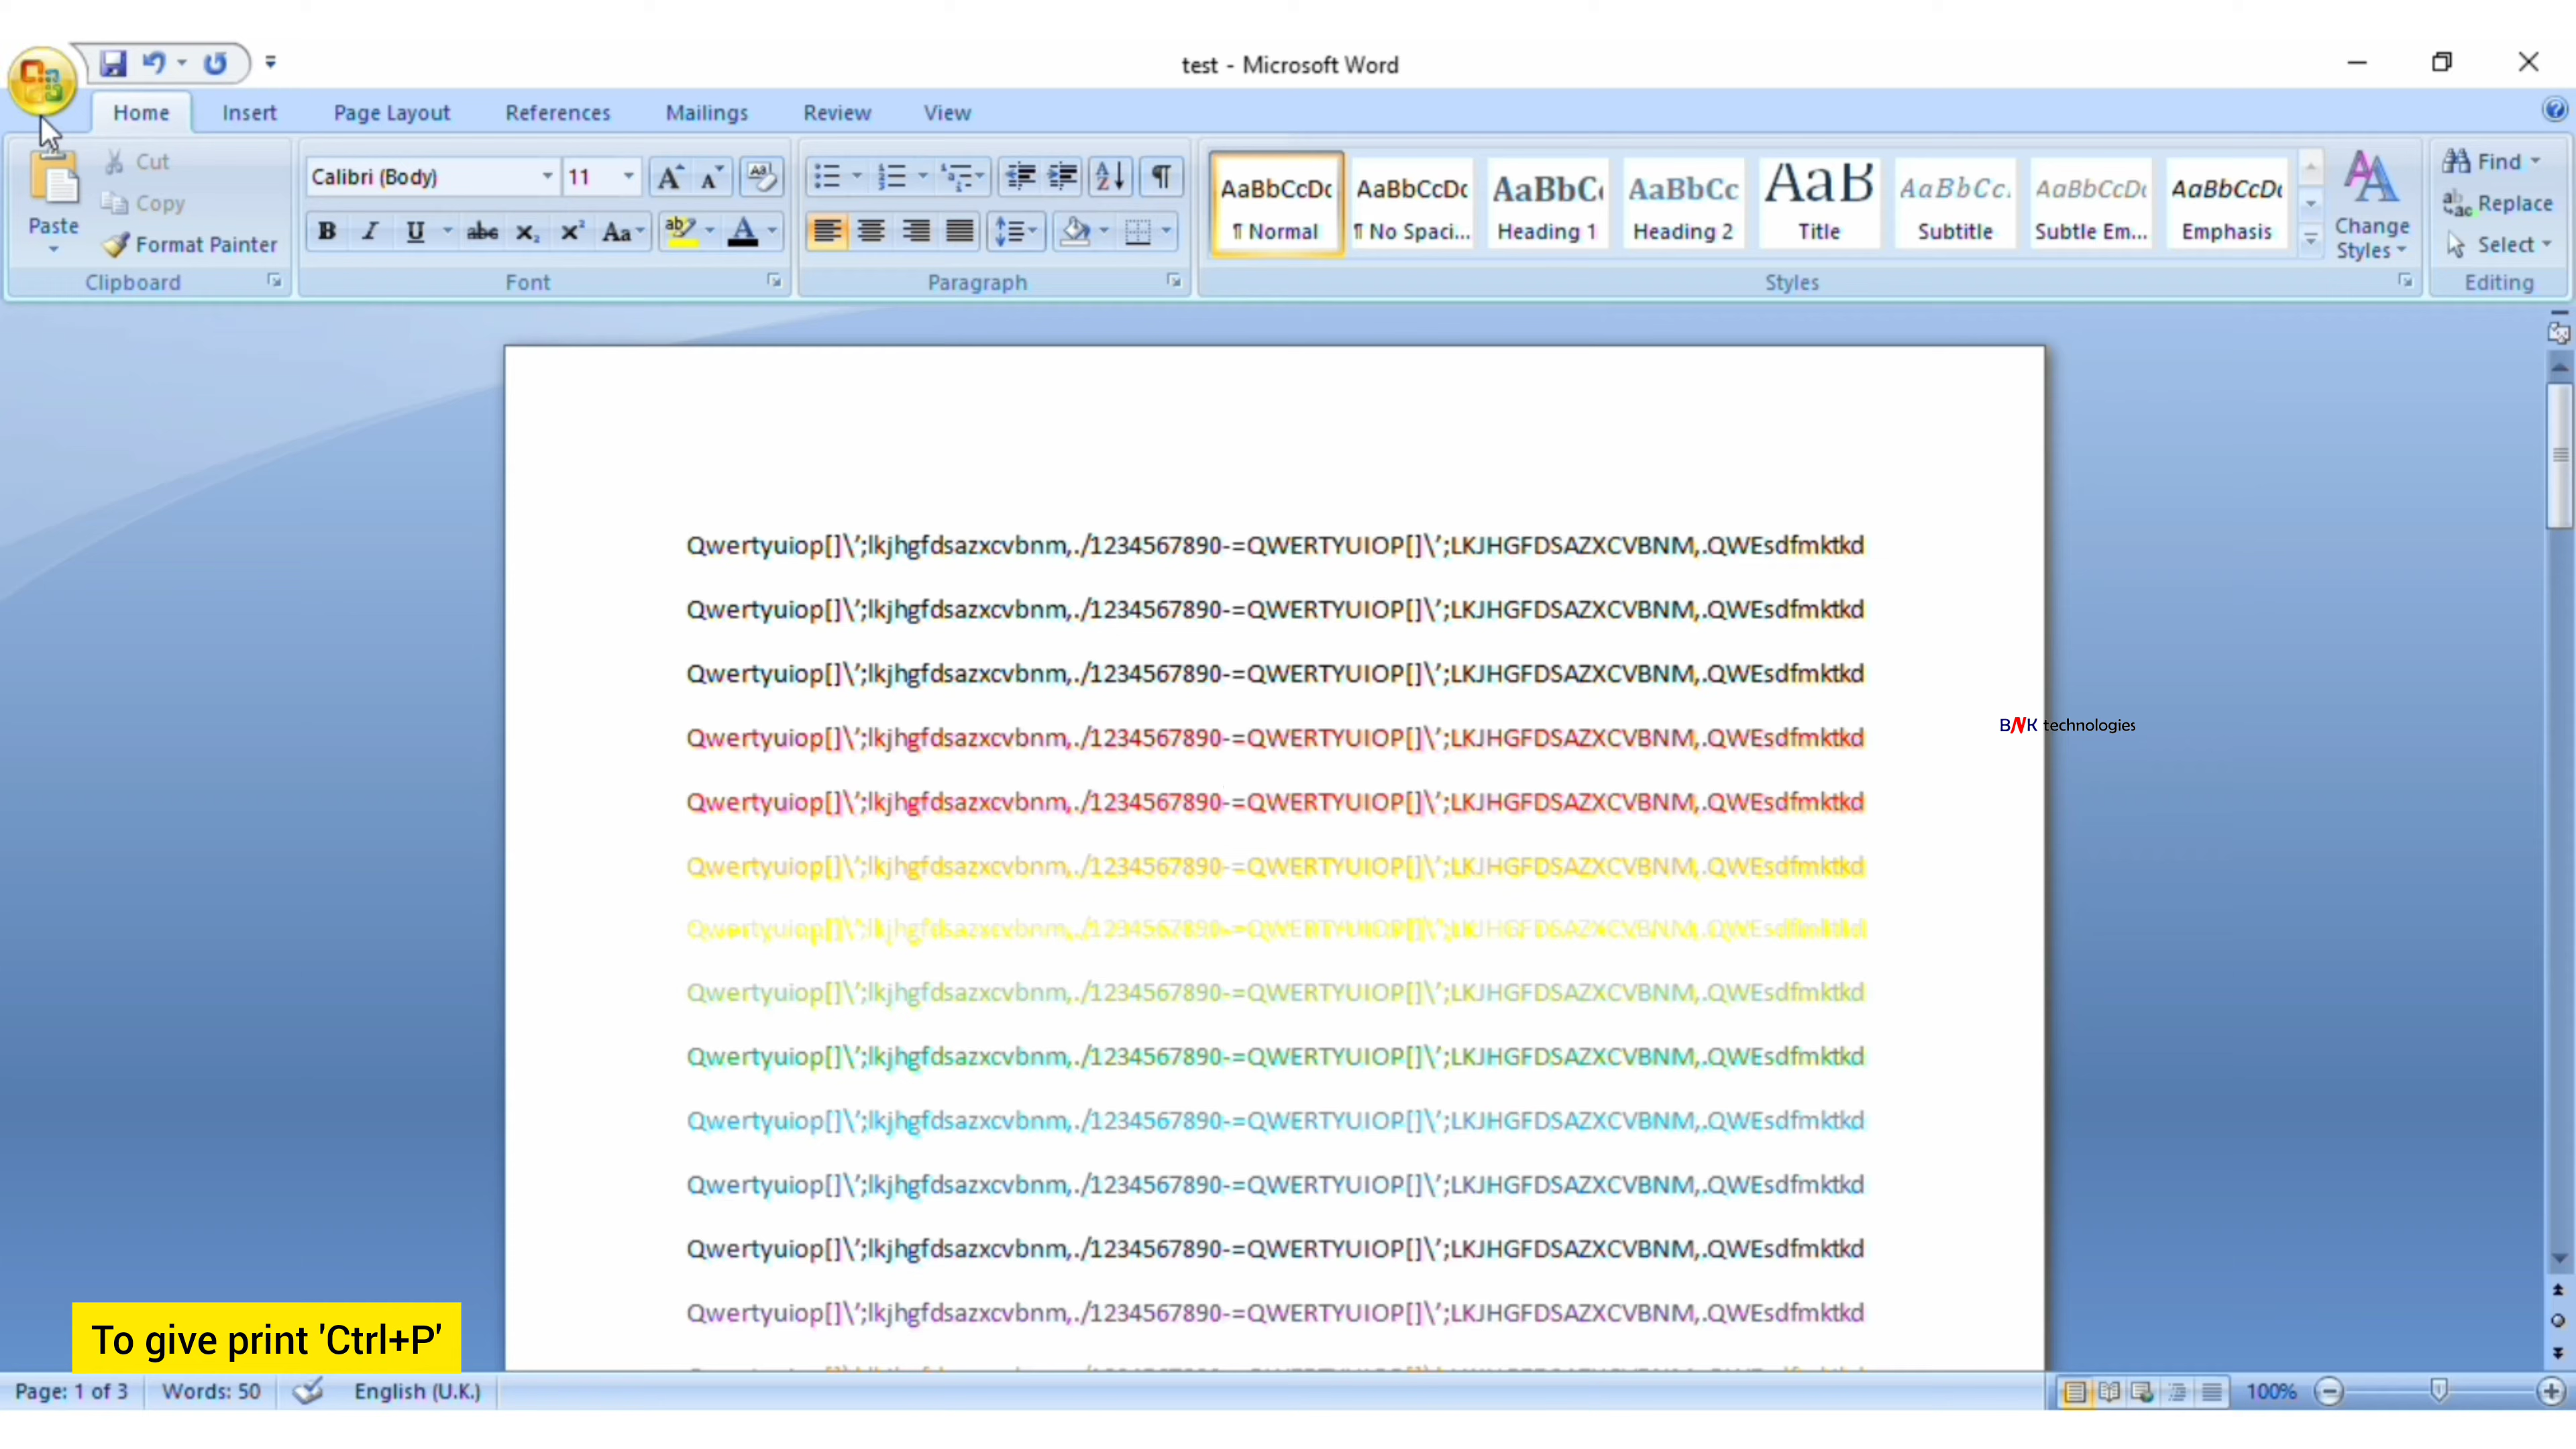 test - Microsoft Word
Home Insert Page Layout References Mailings Review View
Cut
Copy
Format Painter
Paste
Clipboard
Calibri (Body) 11
Font
Paragraph
AaBbCcDc AaBbCcDc AaBbC AaBbCc AaB AaBbCc. AaBbCcDc AaBbCcDc
¶ Normal ¶ No Spaci... Heading 1 Heading 2 Title Subtitle Subtle Em... Emphasis
Styles
Change
Styles
Find
Replace
Select
Editing
Qwertyuiop[]\’;lkjhgfdsazxcvbnm,./1234567890-=QWERTYUIOP[]\’;LKJHGFDSAZXCVBNM,.QWEsdfmktkd
Qwertyuiop[]\’;lkjhgfdsazxcvbnm,./1234567890-=QWERTYUIOP[]\’;LKJHGFDSAZXCVBNM,.QWEsdfmktkd
Qwertyuiop[]\’;lkjhgfdsazxcvbnm,./1234567890-=QWERTYUIOP[]\’;LKJHGFDSAZXCVBNM,.QWEsdfmktkd
Qwertyuiop[]\’;lkjhgfdsazxcvbnm,./1234567890-=QWERTYUIOP[]\’;LKJHGFDSAZXCVBNM,.QWEsdfmktkd
BNK technologies
Qwertyuiop[]\’;lkjhgfdsazxcvbnm,./1234567890-=QWERTYUIOP[]\’;LKJHGFDSAZXCVBNM,.QWEsdfmktkd
Qwertyuiop[]\’;lkjhgfdsazxcvbnm,./1234567890-=QWERTYUIOP[]\’;LKJHGFDSAZXCVBNM,.QWEsdfmktkd
Qwertyuiop[]\’;lkjhgfdsazxcvbnm,./1234567890-=QWERTYUIOP[]\’;LKJHGFDSAZXCVBNM,.QWEsdfmktkd
Qwertyuiop[]\’;lkjhgfdsazxcvbnm,./1234567890-=QWERTYUIOP[]\’;LKJHGFDSAZXCVBNM,.QWEsdfmktkd
Qwertyuiop[]\’;lkjhgfdsazxcvbnm,./1234567890-=QWERTYUIOP[]\’;LKJHGFDSAZXCVBNM,.QWEsdfmktkd
Qwertyuiop[]\’;lkjhgfdsazxcvbnm,./1234567890-=QWERTYUIOP[]\’;LKJHGFDSAZXCVBNM,.QWEsdfmktkd
Qwertyuiop[]\’;lkjhgfdsazxcvbnm,./1234567890-=QWERTYUIOP[]\’;LKJHGFDSAZXCVBNM,.QWEsdfmktkd
Qwertyuiop[]\’;lkjhgfdsazxcvbnm,./1234567890-=QWERTYUIOP[]\’;LKJHGFDSAZXCVBNM,.QWEsdfmktkd
Qwertyuiop[]\’;lkjhgfdsazxcvbnm,./1234567890-=QWERTYUIOP[]\’;LKJHGFDSAZXCVBNM,.QWEsdfmktkd
To give print 'Ctrl+P'
Page: 1 of 3 Words: 50 English (U.K.) 100%